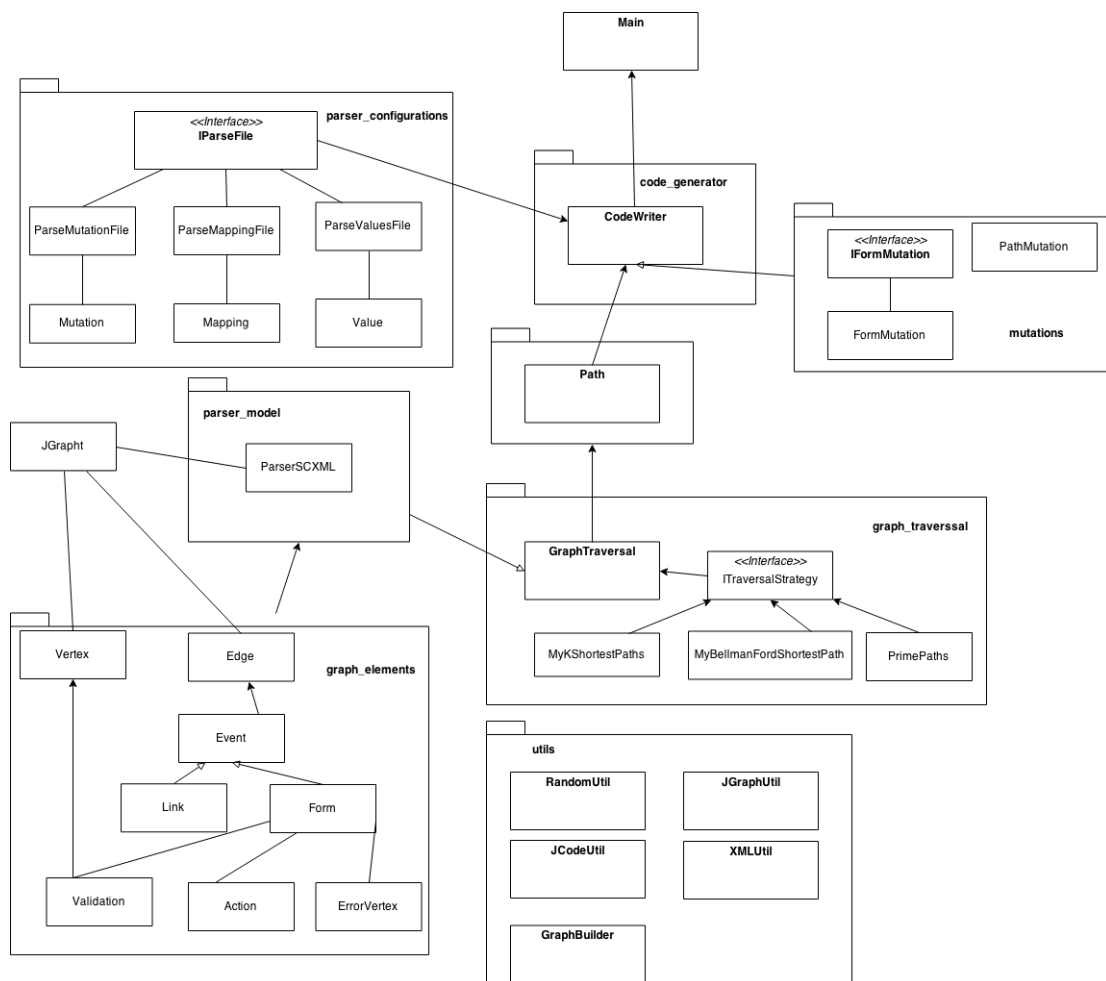 Main
<<Interface>>
IParseFile
parser_configurations
ParseMutationFile
ParseMappingFile
ParseValuesFile
Mutation
Mapping
Value
code_generator
CodeWriter
<<Interface>>
IFormMutation
PathMutation
FormMutation
mutations
Path
parser_model
JGrapht
ParserSCXML
graph_traverssal
GraphTraversal
<<Interface>>
ITraversalStrategy
MyKShortestPaths
MyBellmanFordShortestPath
PrimePaths
Vertex
Edge
graph_elements
Event
Link
Form
Validation
Action
ErrorVertex
utils
RandomUtil
JGraphUtil
JCodeUtil
XMLUtil
GraphBuilder